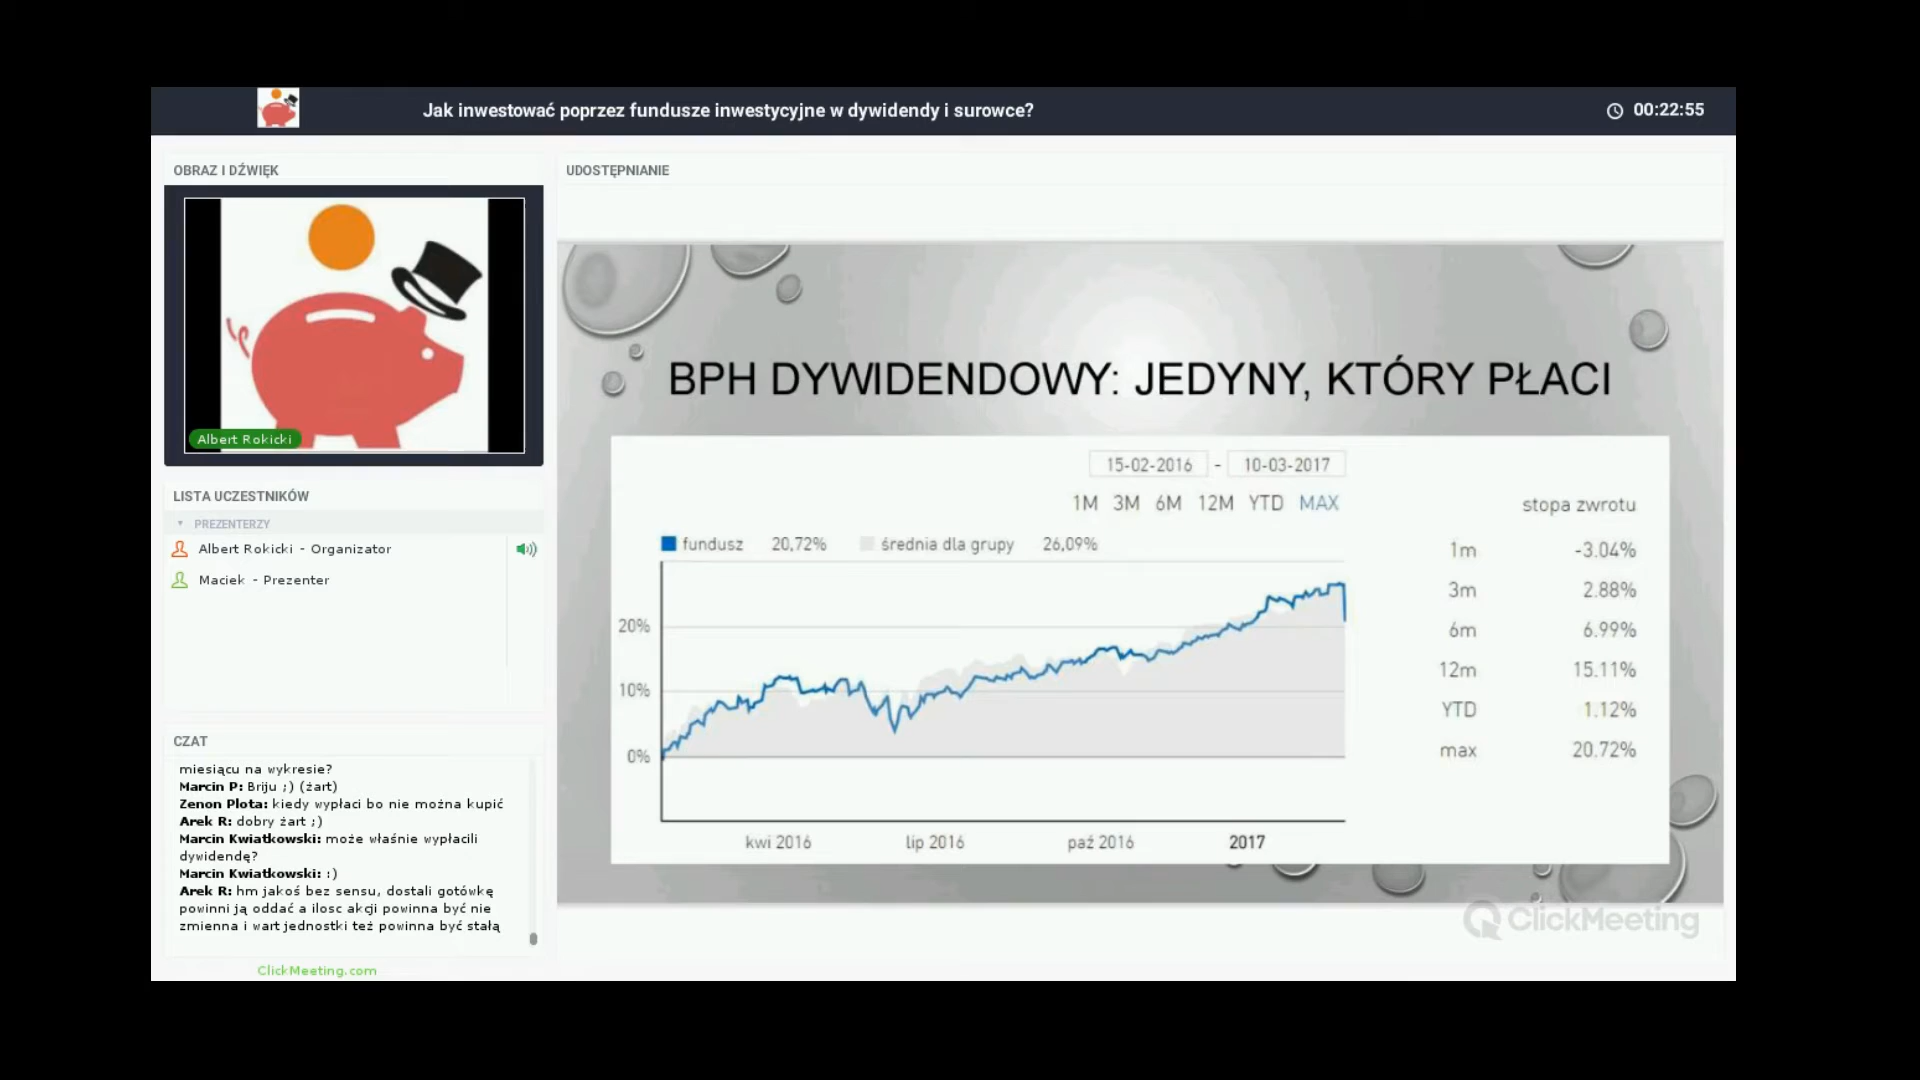 Jak inwestować poprzez fundusze inwestycyjne w dywidendy i surowce?
00:22:55
OBRAZ I DŹWIĘK
Albert Rokicki
LISTA UCZESTNIKÓW
PREZENTERZY
Albert Rokicki - Organizator
Maciek - Prezenter
CZAT
miesiącu na wykresie?
Marcin P: Briju ;) (żart)
Zenon Plota: kiedy wypłaci bo nie można kupić
Arek R: dobry żart ;)
Marcin Kwiatkowski: może właśnie wypłacili
dywidendę?
Marcin Kwiatkowski: :)
Arek R: hm jakoś bez sensu, dostali gotówkę
powinni ją oddać a ilosc akcji powinna być nie
zmienna i wart jednostki też powinna być stałą
ClickMeeting.com
UDOSTĘPNIANIE
BPH DYWIDENDOWY: JEDYNY, KTÓRY PŁACI
15-02-2016 - 10-03-2017
1M 3M 6M 12M YTD MAX
fundusz 20,72% średnia dla grupy 26,09%
20%
10%
0%
kwi 2016 lip 2016 paź 2016 2017
stopa zwrotu
1m -3.04%
3m 2.88%
6m 6.99%
12m 15.11%
YTD 1.12%
max 20.72%
ClickMeeting